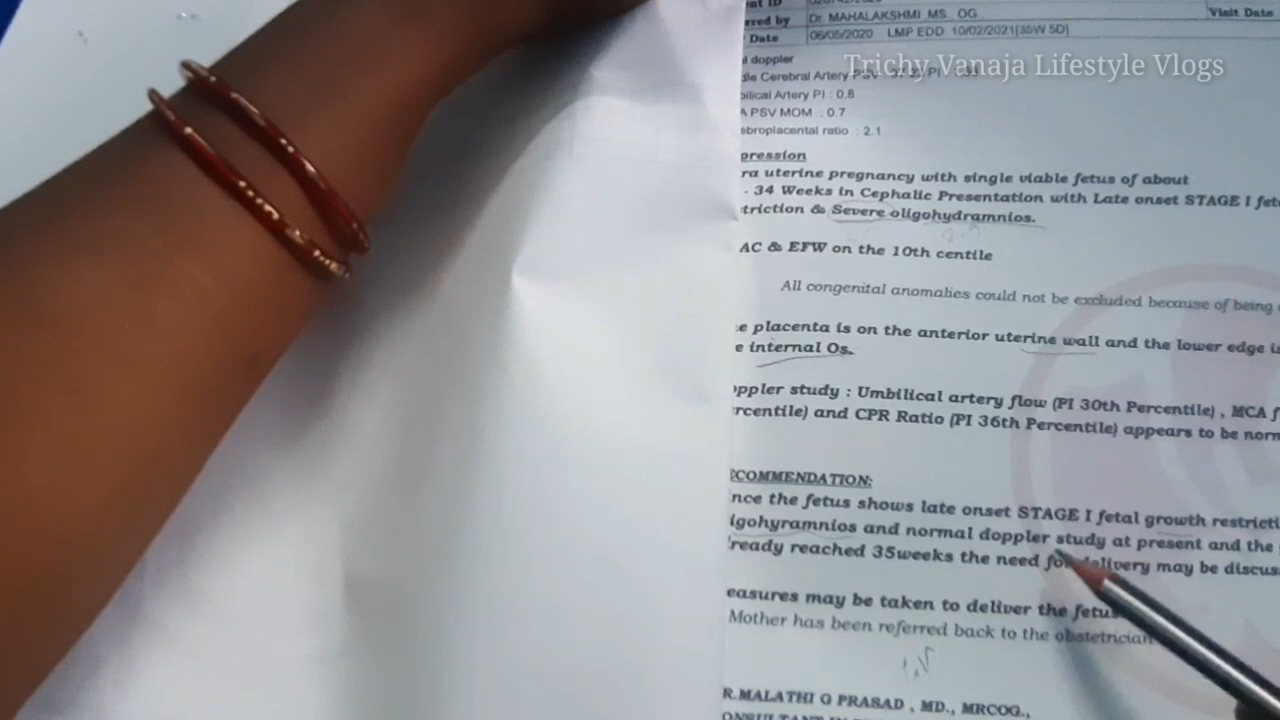 Visit Date
rred by Dr MAHALAKSHMI MS OG
Date 06/05/2020 LMP EDD 10/02/2021[35W 5D]
Trichy Vanaja Lifestyle Vlogs
l doppler
dle Cerebral Artery PI
bilical Artery PI : 0.8
A PSV MOM : 0.7
ebroplacental ratio : 2.1
pression
ra uterine pregnancy with single viable fetus of about
- 34 Weeks in Cephalic Presentation with Late onset STAGE I fet
triction & Severe oligohydramnios.
AC & EFW on the 10th centile
All congenital anomalies could not be excluded because of being
e placenta is on the anterior uterine wall and the lower edge is
e internal Os.
oppler study : Umbilical artery flow (PI 30th Percentile) , MCA f
rcentile) and CPR Ratio (PI 36th Percentile) appears to be norm
COMMENDATION:
nce the fetus shows late onset STAGE I fetal growth restricti
igohyramnios and normal doppler study at present and the
ready reached 35weeks the need for delivery may be discus
easures may be taken to deliver the fetus
Mother has been referred back to the obstetrician
R.MALATHI G PRASAD , MD., MRCOG.,